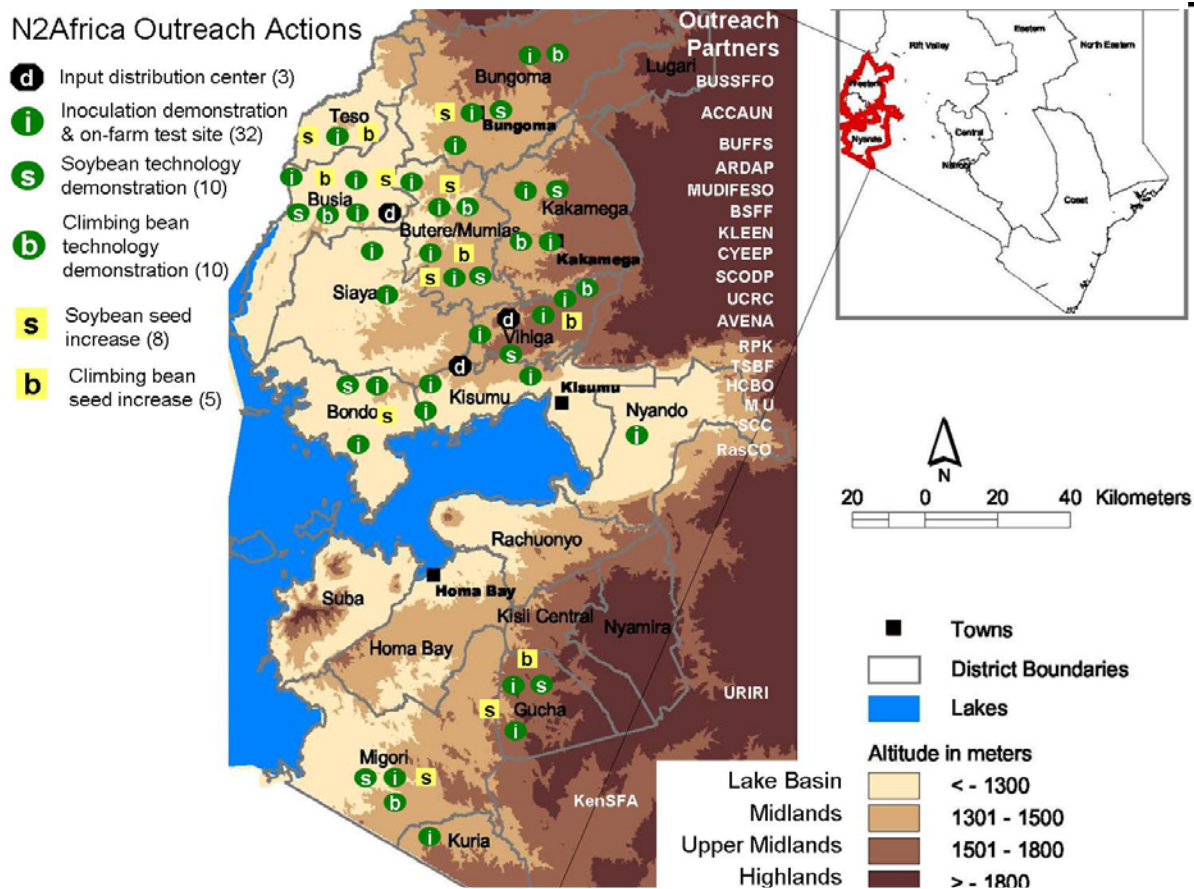 N2Africa Outreach Actions
d Input distribution center (3)
i Inoculation demonstration
& on-farm test site (32)
s Soybean technology
demonstration (10)
b Climbing bean
technology
demonstration (10)
s Soybean seed
increase (8)
b Climbing bean
seed increase (5)
Outreach
Partners
BUSSFFO
ACCAUN
BUFFS
ARDAP
MUDIFESO
BSFF
KLEEN
CYEEP
SCODP
UCRC
AVENA
RPK
TSBF
HCBO
M U
SCC
RasCO
URIRI
KenSFA
Lugari
i b
Bungoma
s i s
Bungoma
Teso
s i b
i
i b i s i s
Busia
s b i d
i b
Butere/Mumias
i s
Kakamega
b i
Kakamega
i
i b
s i s
Siaya
i
i b
d i b
Vihiga
i
s
d
i
Kisumu
i
i
Kisumu
s i
Bondo
s
i
Nyando
i
Rachuonyo
Homa Bay
Suba
Homa Bay
Kisii Central
Nyamira
b
i s
s
Gucha
i
Migori
s i s
b
i
Kuria
Rift Valley
Eastern
North Eastern
Western
Nyanza
Central
Nairobi
Coast
N
20 0 20 40 Kilometers
Towns
District Boundaries
Lakes
Altitude in meters
Lake Basin < - 1300
Midlands 1301 - 1500
Upper Midlands 1501 - 1800
Highlands > - 1800